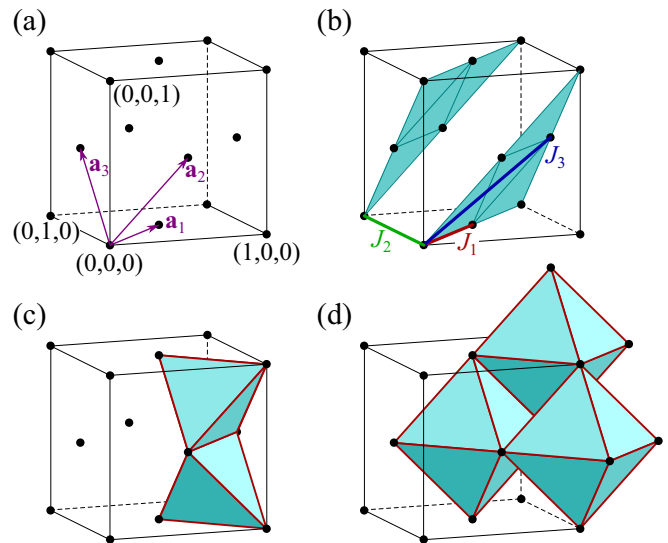 (a)
(b)
(0,0,1)
a₃
a₂
J₃
(0,1,0)
a₁
J₂
J₁
(0,0,0)
(1,0,0)
(c)
(d)